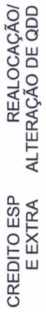 CREDITO ESP
E EXTRA
REALOCAÇÃO/
ALTERAÇÃO DE QDD